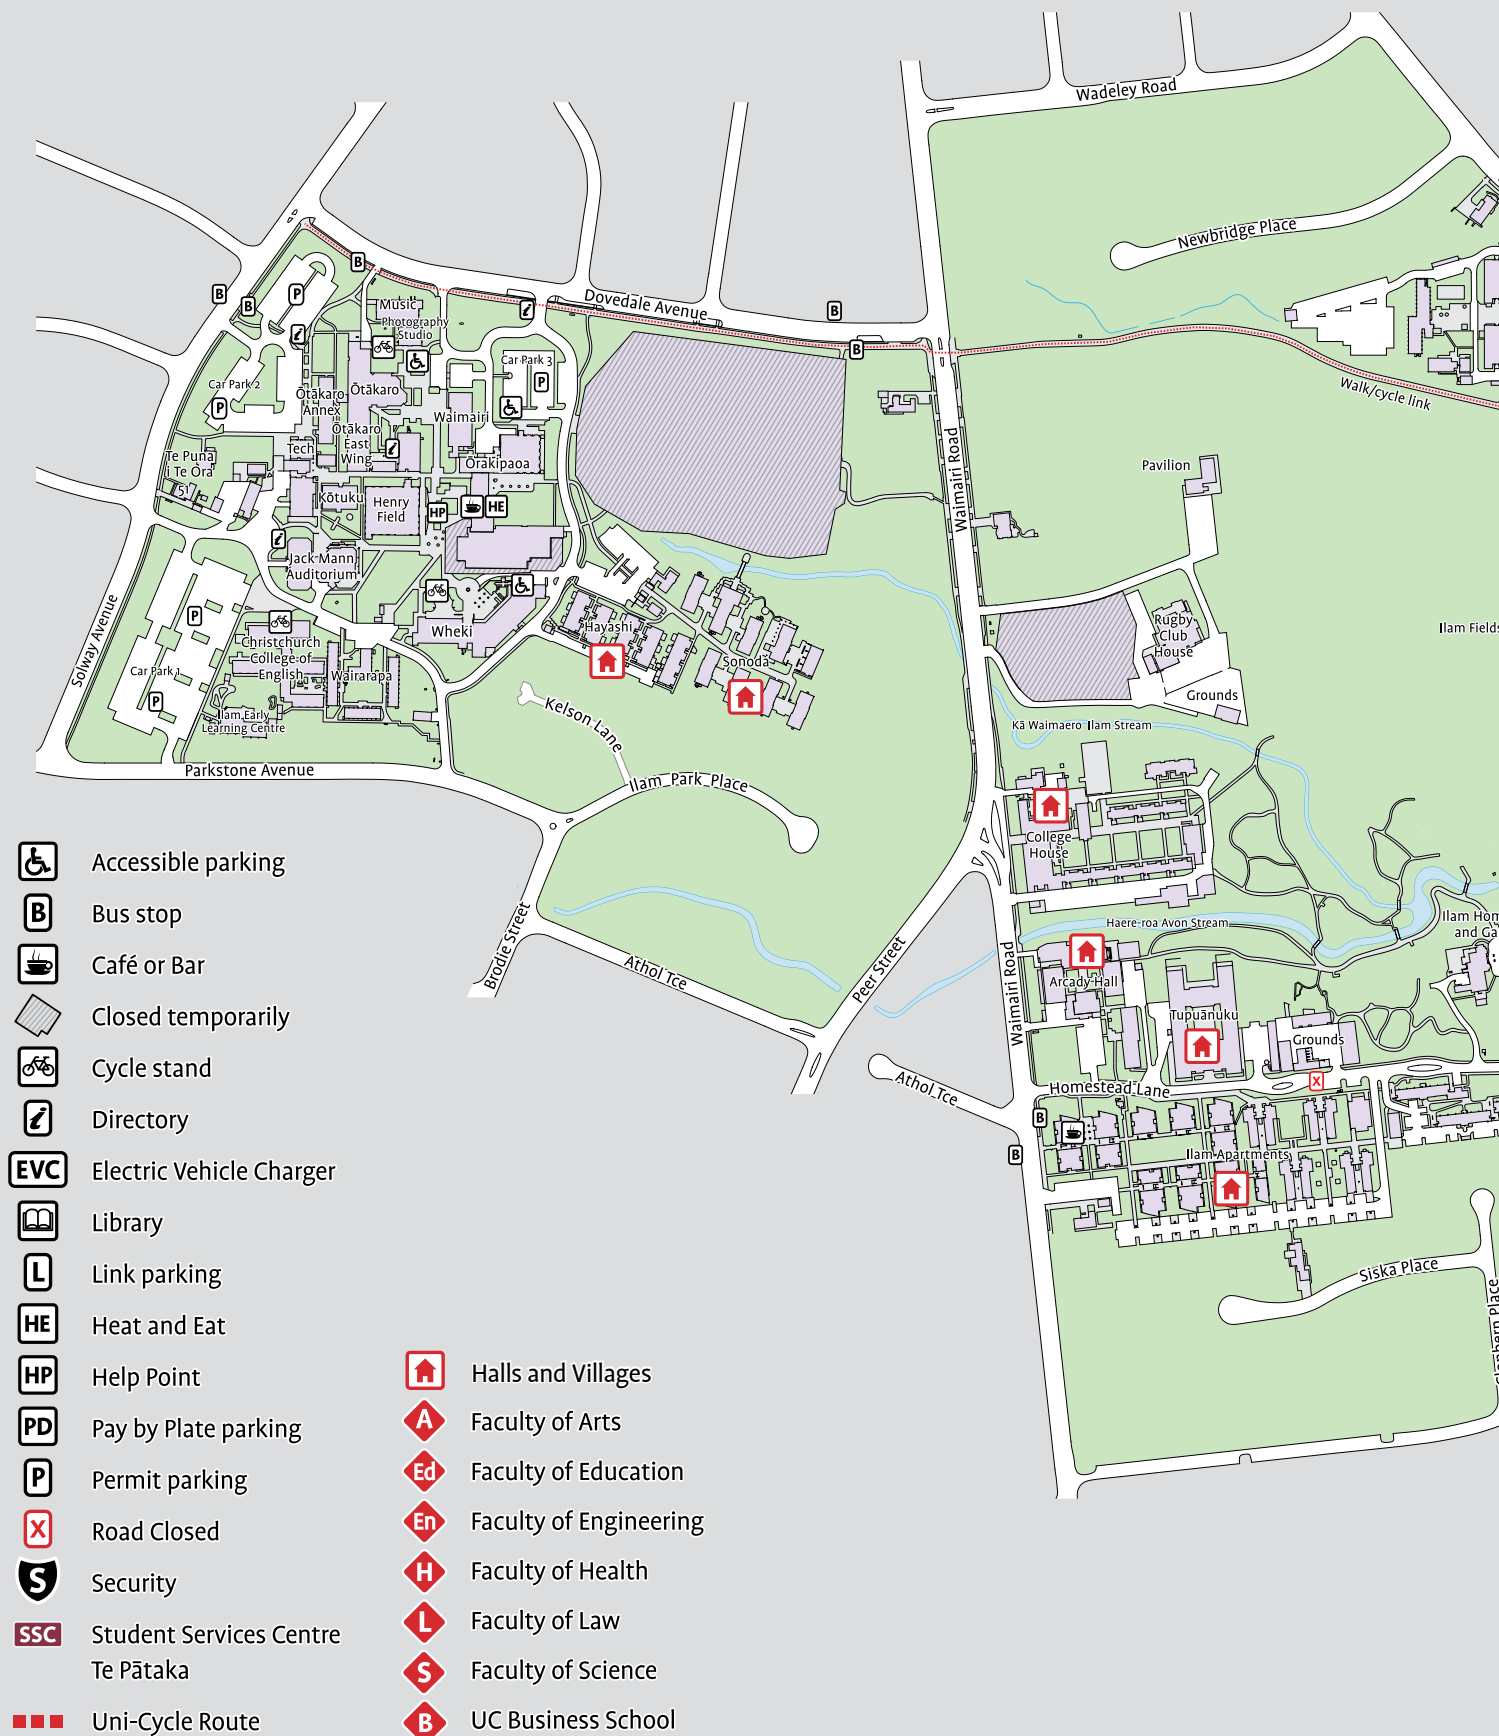 Wadeley Road
Newbridge Place
B
B
B
P
i
Music
Photography
Studio
i
Dovedale Avenue
B
B
Car Park 3
P
Car Park 2
P
Ōtākaro
Annex
Ōtākaro
Waimairi
Walk/cycle link
Ōtākaro
East
Wing
i
Tech
Te Puna
i Te Ora
Orakipaoa
Waimairi Road
Pavilion
51
Kōtuku
Henry
Field
HP
HE
i
Jack Mann
Auditorium
Solway Avenue
P
Christchurch
College of
English
Wheki
Hayashi
Sonoda
Rugby
Club
House
Ilam Fields
Car Park 1
P
Wairarapa
Grounds
Ilam Early
Learning Centre
Kelson Lane
Kā Waimaero Ilam Stream
Parkstone Avenue
Ilam Park Place
College
House
Haere-roa Avon Stream
Brodie Street
Athol Tce
Peer Street
Waimairi Road
Arcady Hall
Tupuānuku
Grounds
X
Athol Tce
Homestead Lane
B
B
Ilam Apartments
Siska Place
Accessible parking
B Bus stop
Café or Bar
Closed temporarily
Cycle stand
i Directory
EVC Electric Vehicle Charger
Library
L Link parking
HE Heat and Eat
HP Help Point
PD Pay by Plate parking
P Permit parking
X Road Closed
S Security
SSC Student Services Centre
Te Pātaka
Uni-Cycle Route
Halls and Villages
A Faculty of Arts
Ed Faculty of Education
En Faculty of Engineering
H Faculty of Health
L Faculty of Law
S Faculty of Science
B UC Business School